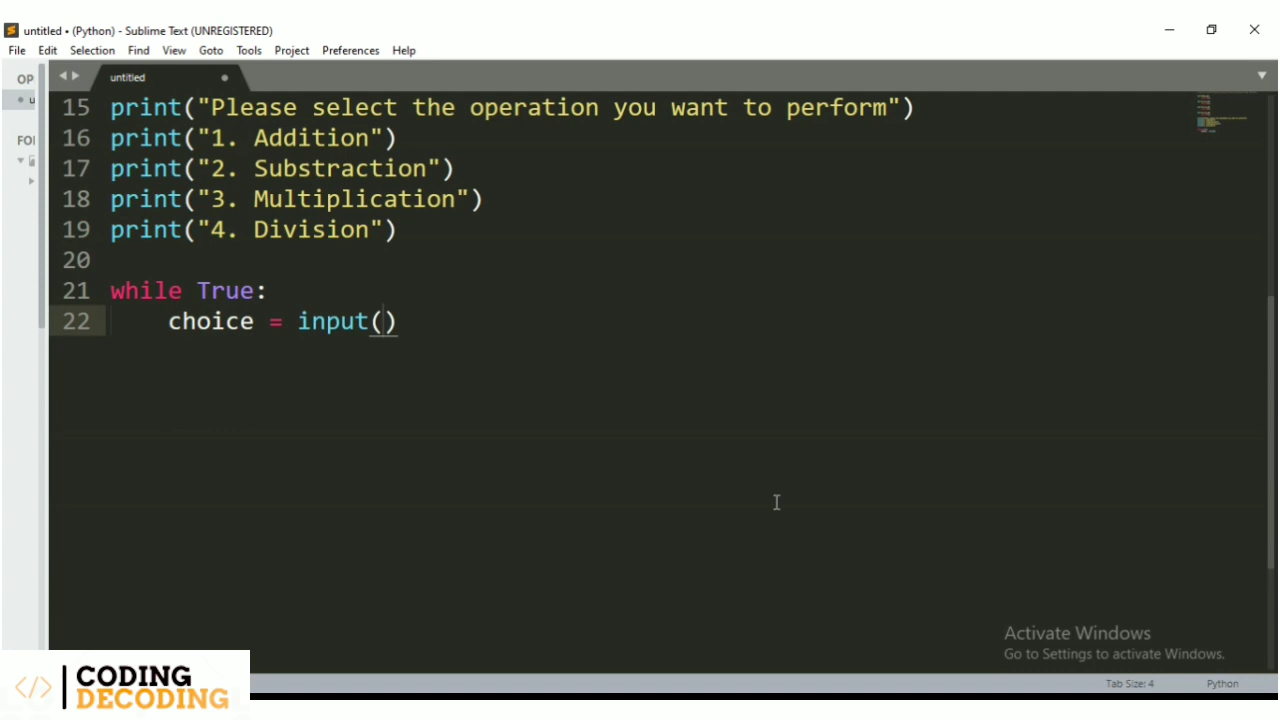 untitled • (Python) - Sublime Text (UNREGISTERED)
File Edit Selection Find View Goto Tools Project Preferences Help
OP
untitled
u
FOI
15 print("Please select the operation you want to perform")
16 print("1. Addition")
17 print("2. Substraction")
18 print("3. Multiplication")
19 print("4. Division")
20
21 while True:
22 choice = input()
Activate Windows
Go to Settings to activate Windows.
</> CODING
DECODING
Tab Size: 4 Python